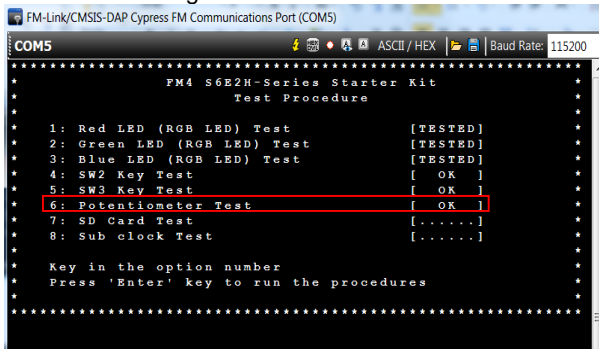 FM-Link/CMSIS-DAP Cypress FM Communications Port (COM5)
COM5 ASCII / HEX Baud Rate: 115200
************************************************************
* FM4 S6E2H-Series Starter Kit *
* Test Procedure *
* *
* 1: Red LED (RGB LED) Test [TESTED] *
* 2: Green LED (RGB LED) Test [TESTED] *
* 3: Blue LED (RGB LED) Test [TESTED] *
* 4: SW2 Key Test [ OK ] *
* 5: SW3 Key Test [ OK ] *
* 6: Potentiometer Test [ OK ] *
* 7: SD Card Test [......] *
* 8: Sub clock Test [......] *
* *
* Key in the option number *
* Press 'Enter' key to run the procedures *
* *
************************************************************